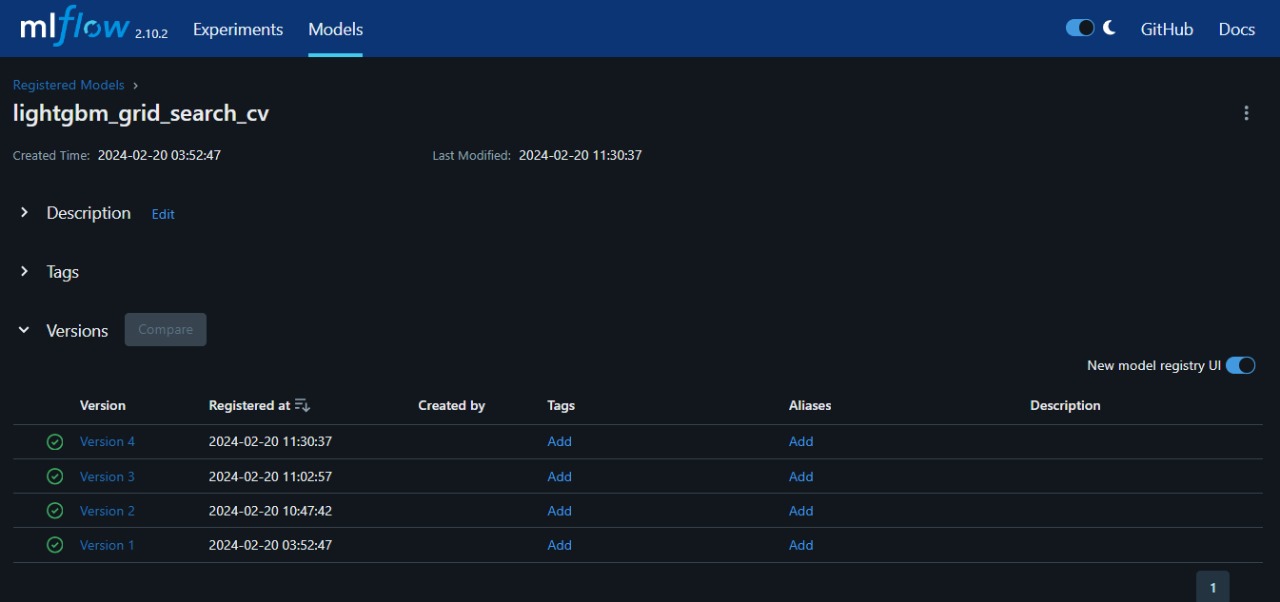 mlflow 2.10.2 Experiments Models GitHub Docs
Registered Models ›
lightgbm_grid_search_cv
Created Time: 2024-02-20 03:52:47 Last Modified: 2024-02-20 11:30:37
Description Edit
Tags
Versions Compare
New model registry UI
Version Registered at Created by Tags Aliases Description
Version 4 2024-02-20 11:30:37 Add Add
Version 3 2024-02-20 11:02:57 Add Add
Version 2 2024-02-20 10:47:42 Add Add
Version 1 2024-02-20 03:52:47 Add Add
1